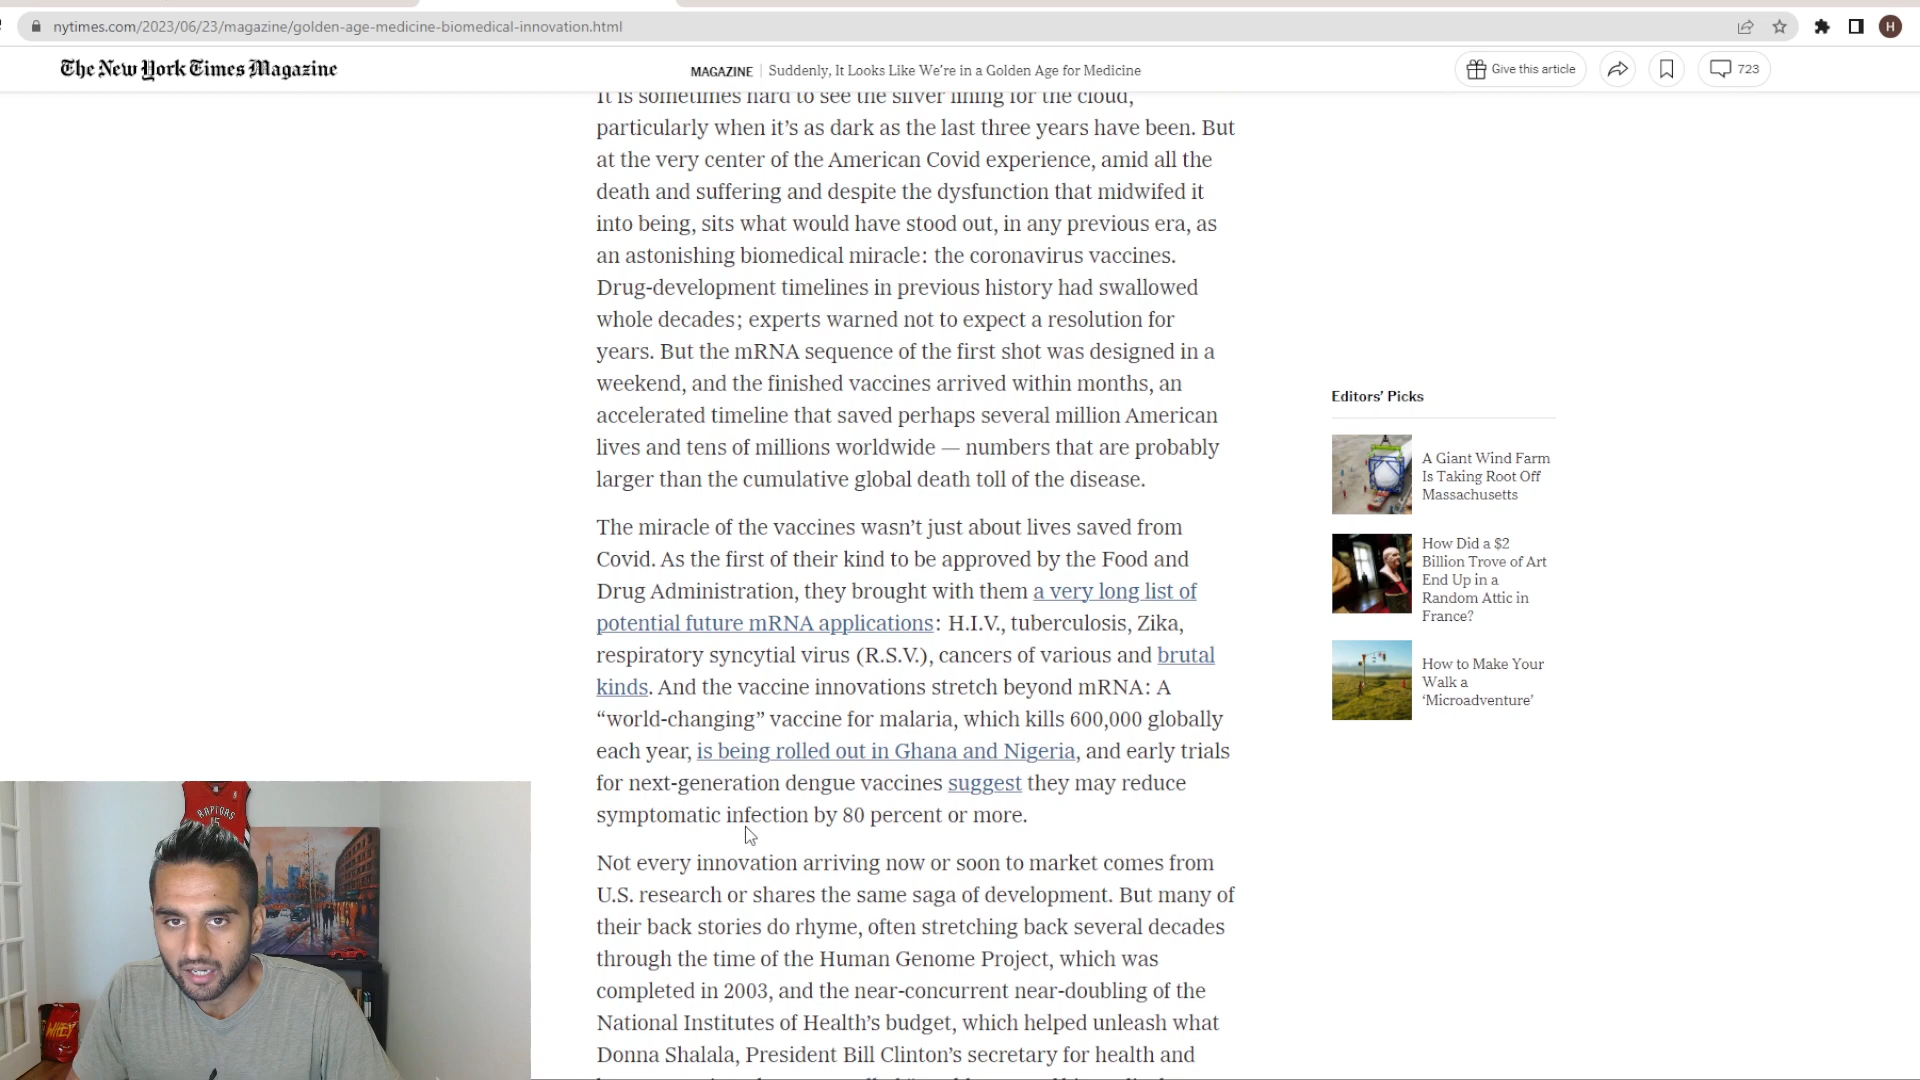 nytimes.com/2023/06/23/magazine/golden-age-medicine-biomedical-innovation.html
H
The New York Times Magazine
MAGAZINE | Suddenly, It Looks Like We're in a Golden Age for Medicine
Give this article
723
It is sometimes hard to see the silver lining for the cloud,
particularly when it's as dark as the last three years have been. But
at the very center of the American Covid experience, amid all the
death and suffering and despite the dysfunction that midwifed it
into being, sits what would have stood out, in any previous era, as
an astonishing biomedical miracle: the coronavirus vaccines.
Drug-development timelines in previous history had swallowed
whole decades; experts warned not to expect a resolution for
years. But the mRNA sequence of the first shot was designed in a
weekend, and the finished vaccines arrived within months, an
accelerated timeline that saved perhaps several million American
lives and tens of millions worldwide — numbers that are probably
larger than the cumulative global death toll of the disease.
The miracle of the vaccines wasn't just about lives saved from
Covid. As the first of their kind to be approved by the Food and
Drug Administration, they brought with them a very long list of
potential future mRNA applications: H.I.V., tuberculosis, Zika,
respiratory syncytial virus (R.S.V.), cancers of various and brutal
kinds. And the vaccine innovations stretch beyond mRNA: A
“world-changing” vaccine for malaria, which kills 600,000 globally
each year, is being rolled out in Ghana and Nigeria, and early trials
for next-generation dengue vaccines suggest they may reduce
symptomatic infection by 80 percent or more.
Not every innovation arriving now or soon to market comes from
U.S. research or shares the same saga of development. But many of
their back stories do rhyme, often stretching back several decades
through the time of the Human Genome Project, which was
completed in 2003, and the near-concurrent near-doubling of the
National Institutes of Health's budget, which helped unleash what
Donna Shalala, President Bill Clinton's secretary for health and
Editors' Picks
A Giant Wind Farm
Is Taking Root Off
Massachusetts
How Did a $2
Billion Trove of Art
End Up in a
Random Attic in
France?
How to Make Your
Walk a
‘Microadventure’
RAPTORS
15
WHEY